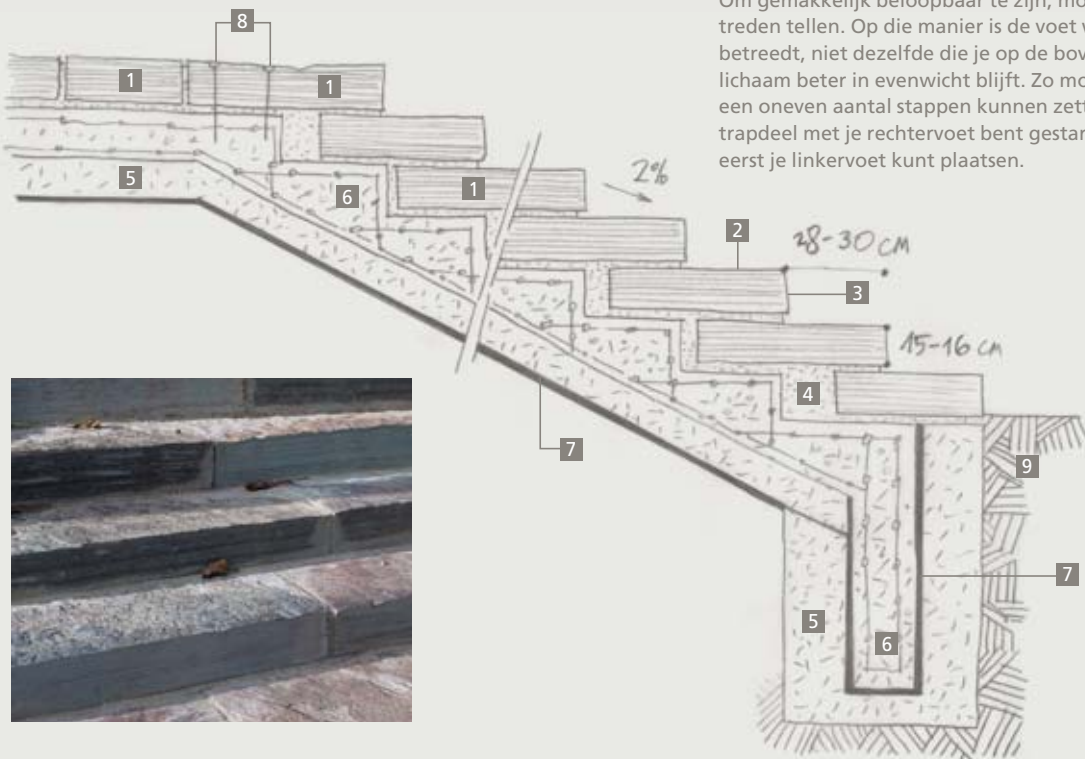 Om gemakkelijk beloopbaar te zijn, mo
treden tellen. Op die manier is de voet v
betreedt, niet dezelfde die je op de bov
lichaam beter in evenwicht blijft. Zo mo
een oneven aantal stappen kunnen zett
trapdeel met je rechtervoet bent gestar
eerst je linkervoet kunt plaatsen.
8
1
1
5
6
1
2%
2
28-30 CM
3
15-16 CM
4
7
9
7
5
6